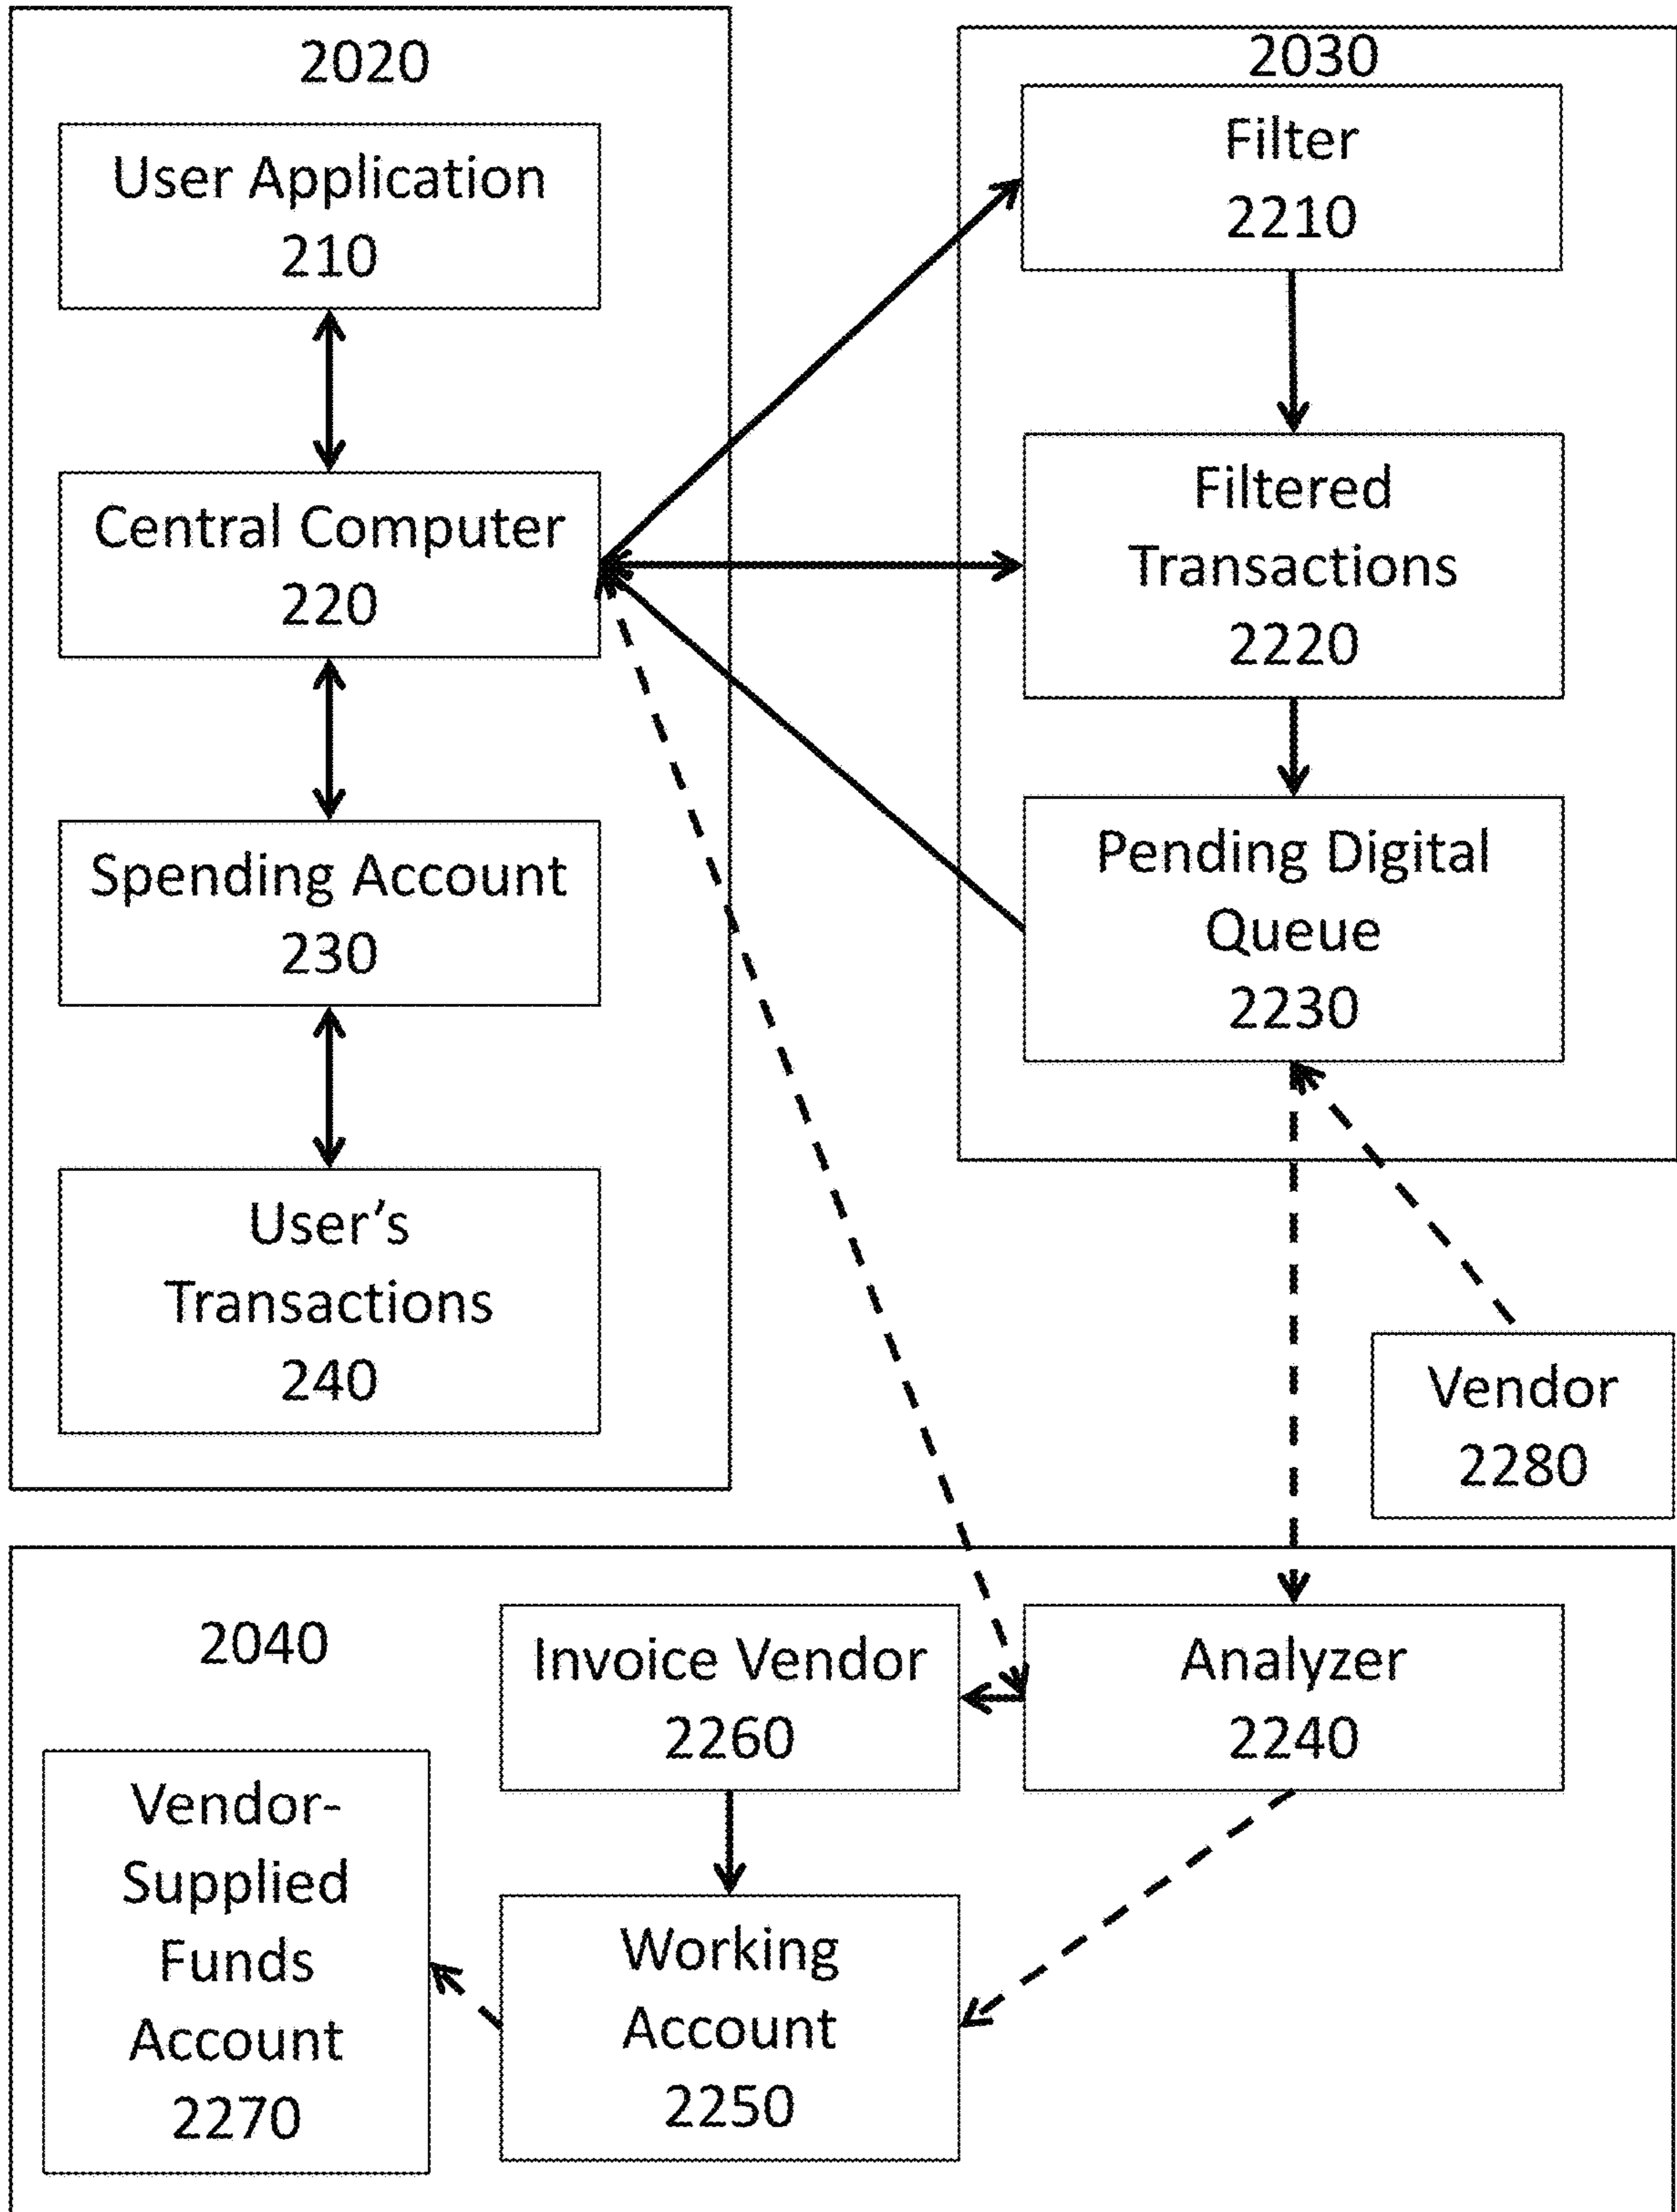 2020
User Application
210
Central Computer
220
Spending Account
230
User’s
Transactions
240
2030
Filter
2210
Filtered
Transactions
2220
Pending Digital
Queue
2230
Vendor
2280
2040
Invoice Vendor
2260
Analyzer
2240
Vendor-
Supplied
Funds
Account
2270
Working
Account
2250